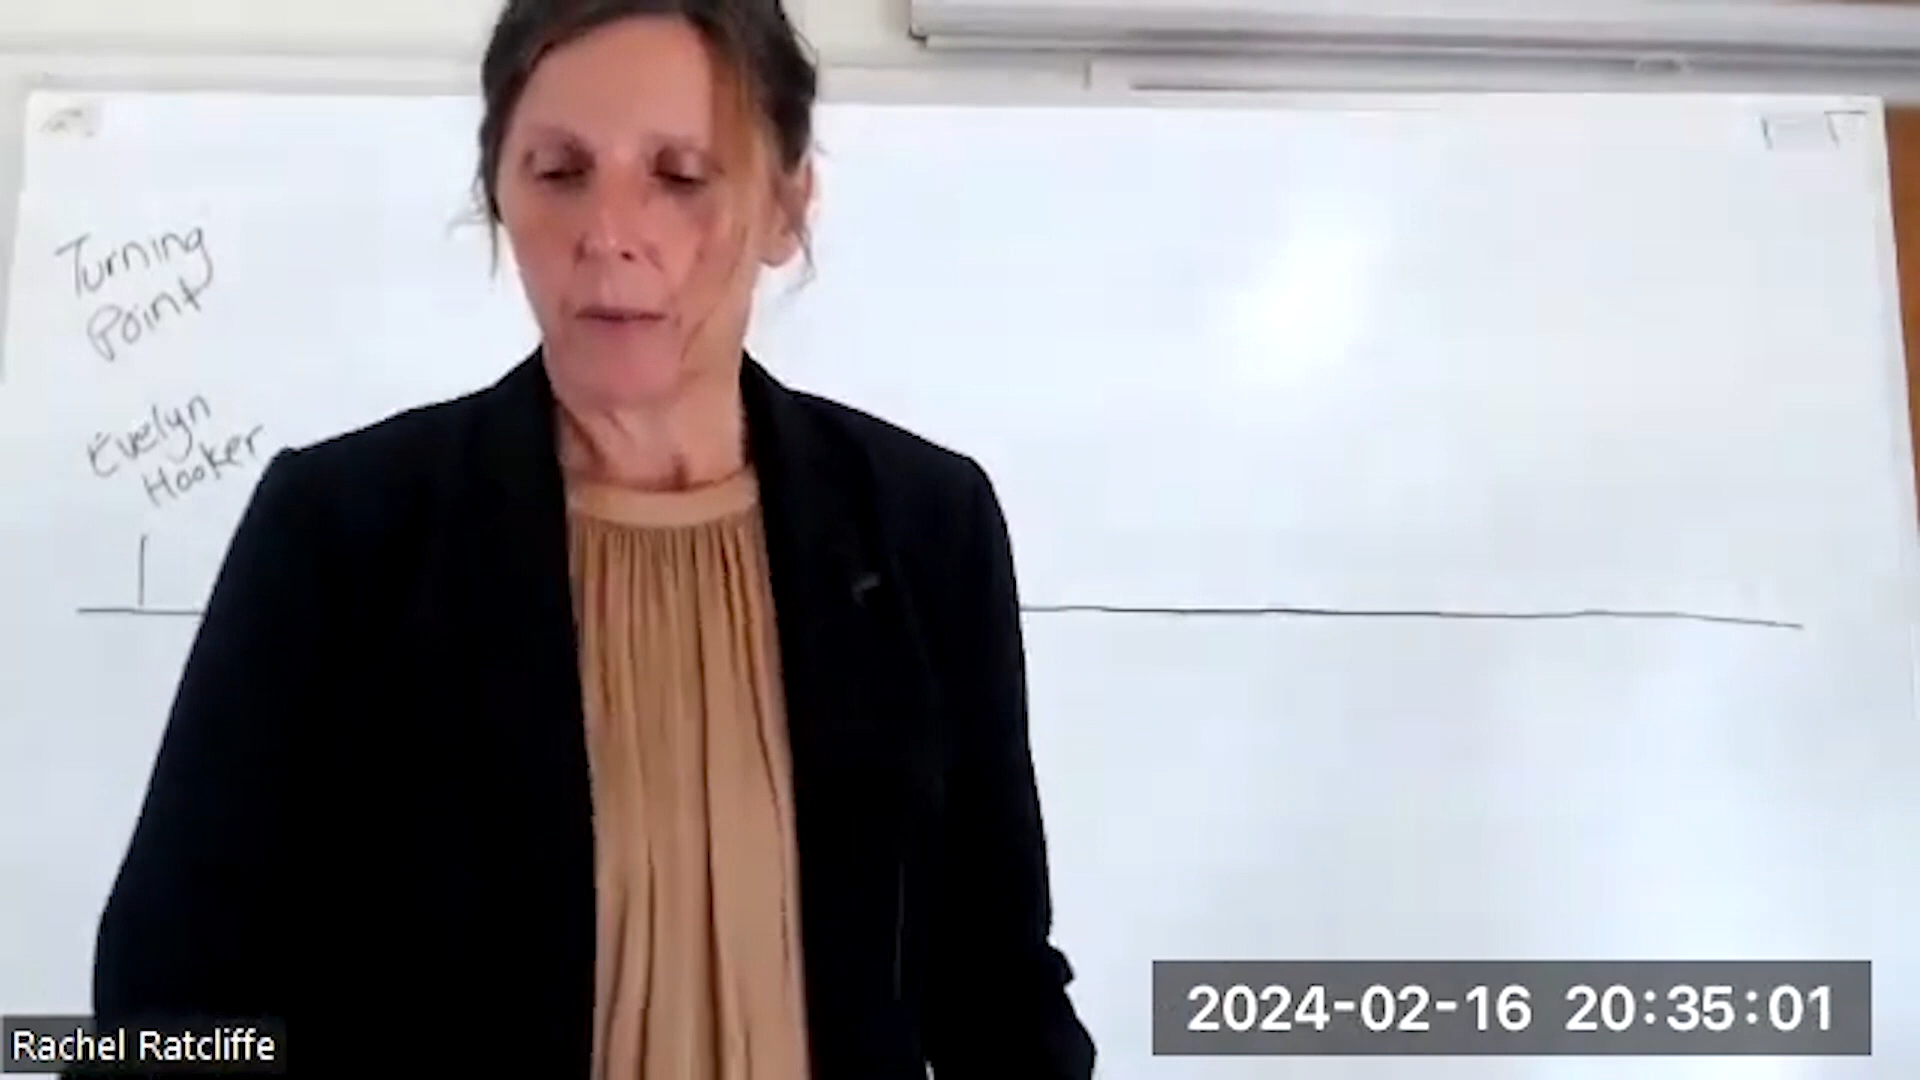 Turning
Point
Evelyn
Hooker
Rachel Ratcliffe
2024-02-16 20:35:01